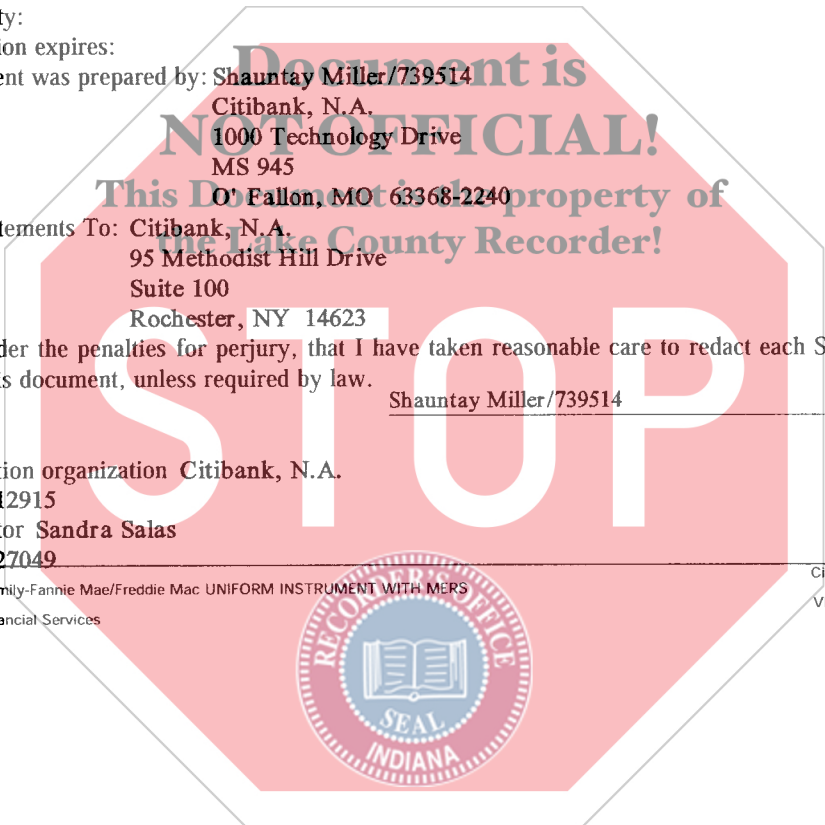 ty:
ion expires:
ent was prepared by: Shauntay Miller/739514
Citibank, N.A.
1000 Technology Drive
MS 945
O' Fallon, MO 63368-2240
tements To: Citibank, N.A.
95 Methodist Hill Drive
Suite 100
Rochester, NY 14623
der the penalties for perjury, that I have taken reasonable care to redact each S
s document, unless required by law.
Shauntay Miller/739514
tion organization Citibank, N.A.
12915
tor Sandra Salas
27049
mily-Fannie Mae/Freddie Mac UNIFORM INSTRUMENT WITH MERS
Ci
V
ancial Services
Document is
NOT OFFICIAL!
This Document is the property of
the Lake County Recorder!
STOP
RECORDER'S OFFICE
SEAL
INDIANA